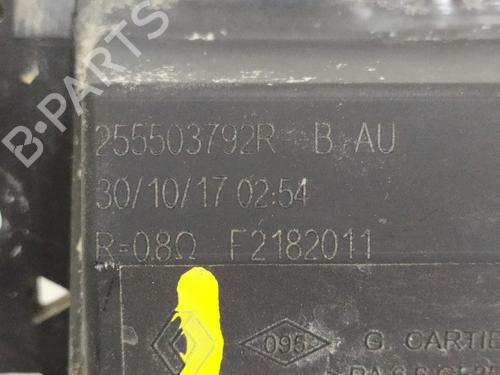 B-PARTS
255503792R B AU
30/10/17 02:54
R=0.8Ω F2182011
095 G. CARTIE